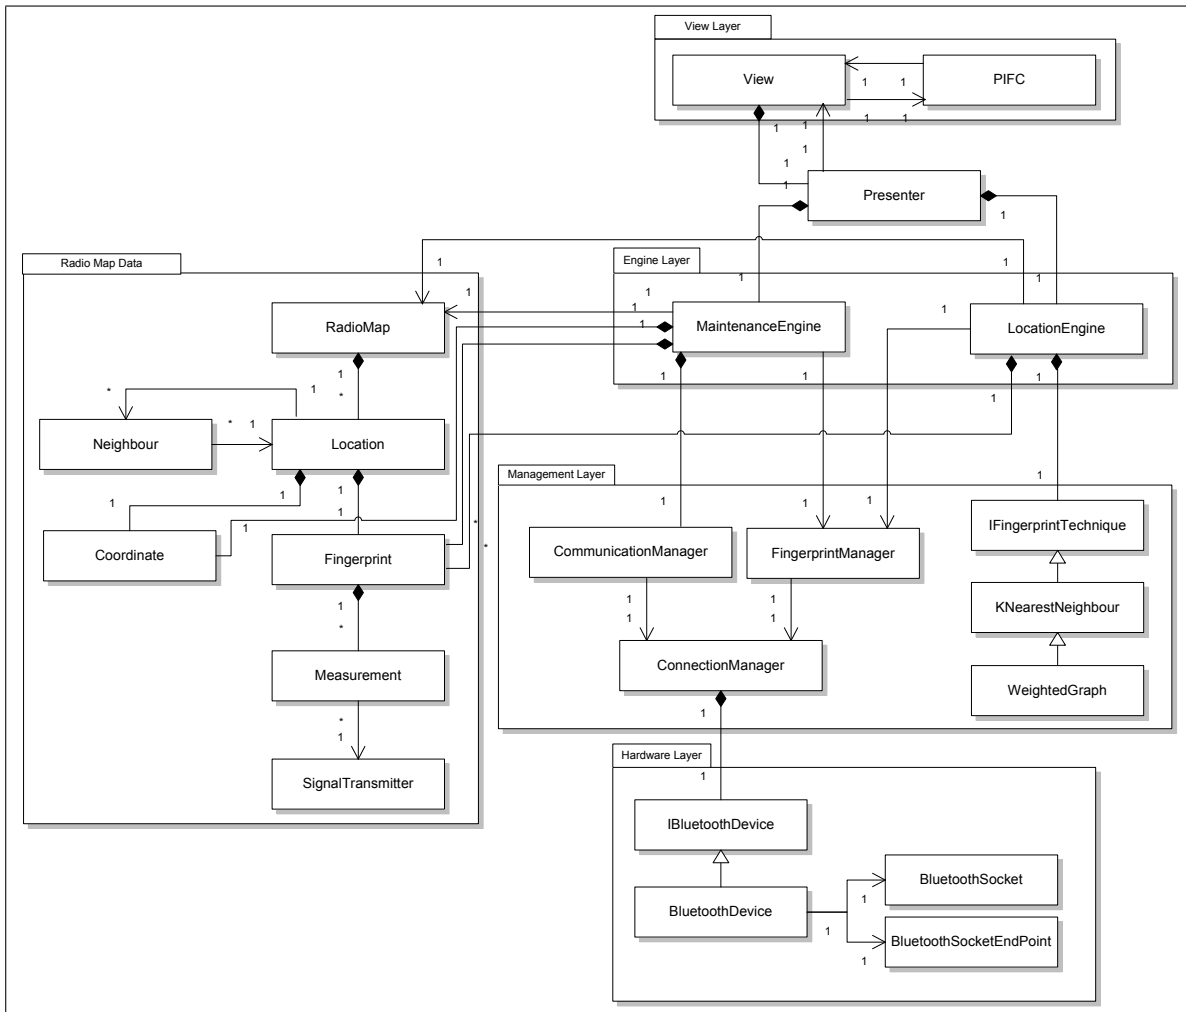 View Layer
View
PIFC
1
1
1
1
1
1
1
1
1
Presenter
1
Radio Map Data
1
1
Engine Layer
1
1
1
1
RadioMap
1
1
MaintenanceEngine
1
LocationEngine
1
*
1
*
1
1
1
1
*
1
Neighbour
Location
1
1
1
Management Layer
1
1
1
1
1
*
*
IFingerprintTechnique
Coordinate
Fingerprint
CommunicationManager
FingerprintManager
1
*
1
1
1
1
KNearestNeighbour
Measurement
ConnectionManager
WeightedGraph
*
1
1
SignalTransmitter
Hardware Layer
1
IBluetoothDevice
BluetoothSocket
1
BluetoothDevice
1
BluetoothSocketEndPoint
1